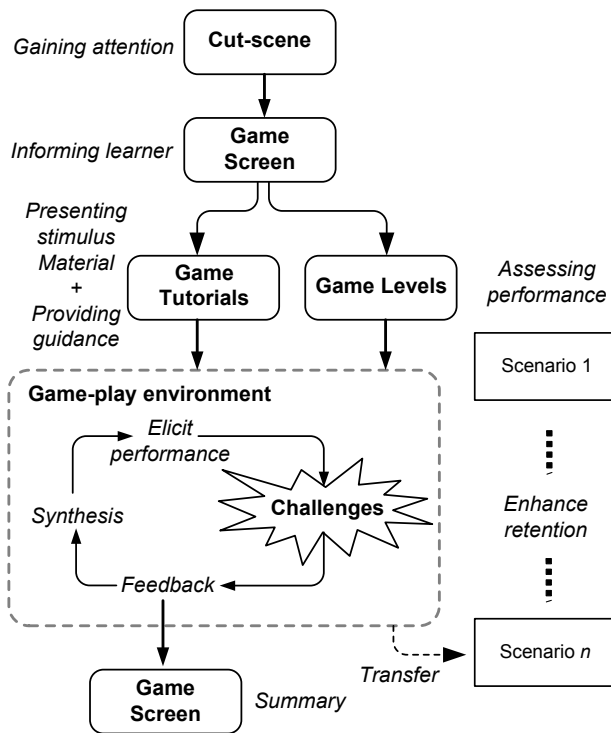 Gaining attention
Cut-scene
Informing learner
Game
Screen
Presenting
stimulus
Material
+
Providing
guidance
Game
Tutorials
Game Levels
Assessing
performance
Scenario 1
Enhance
retention
Scenario n
Game-play environment
Elicit
performance
Challenges
Synthesis
Feedback
Transfer
Game
Screen
Summary